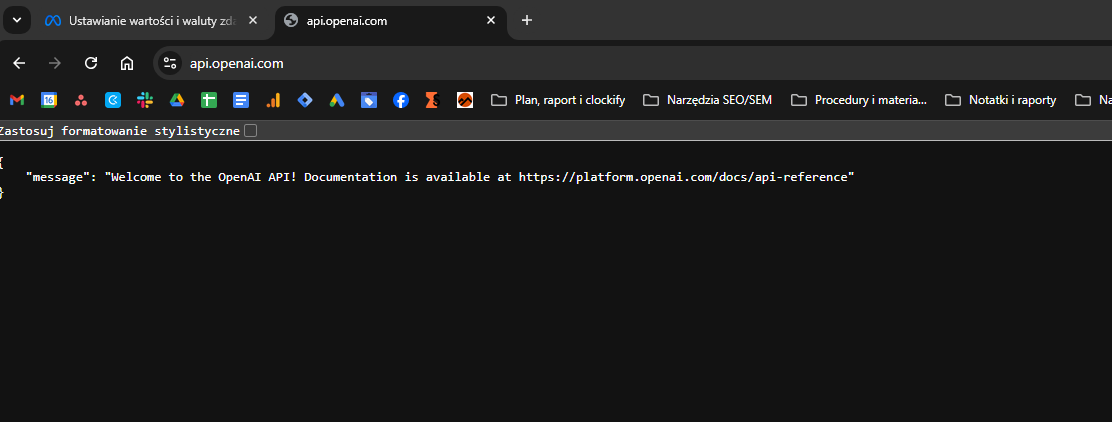 Ustawianie wartości i waluty zda
api.openai.com
api.openai.com
16
Plan, raport i clockify
Narzędzia SEO/SEM
Procedury i materia...
Notatki i raporty
Na
Zastosuj formatowanie stylistyczne
{
"message": "Welcome to the OpenAI API! Documentation is available at https://platform.openai.com/docs/api-reference"
}